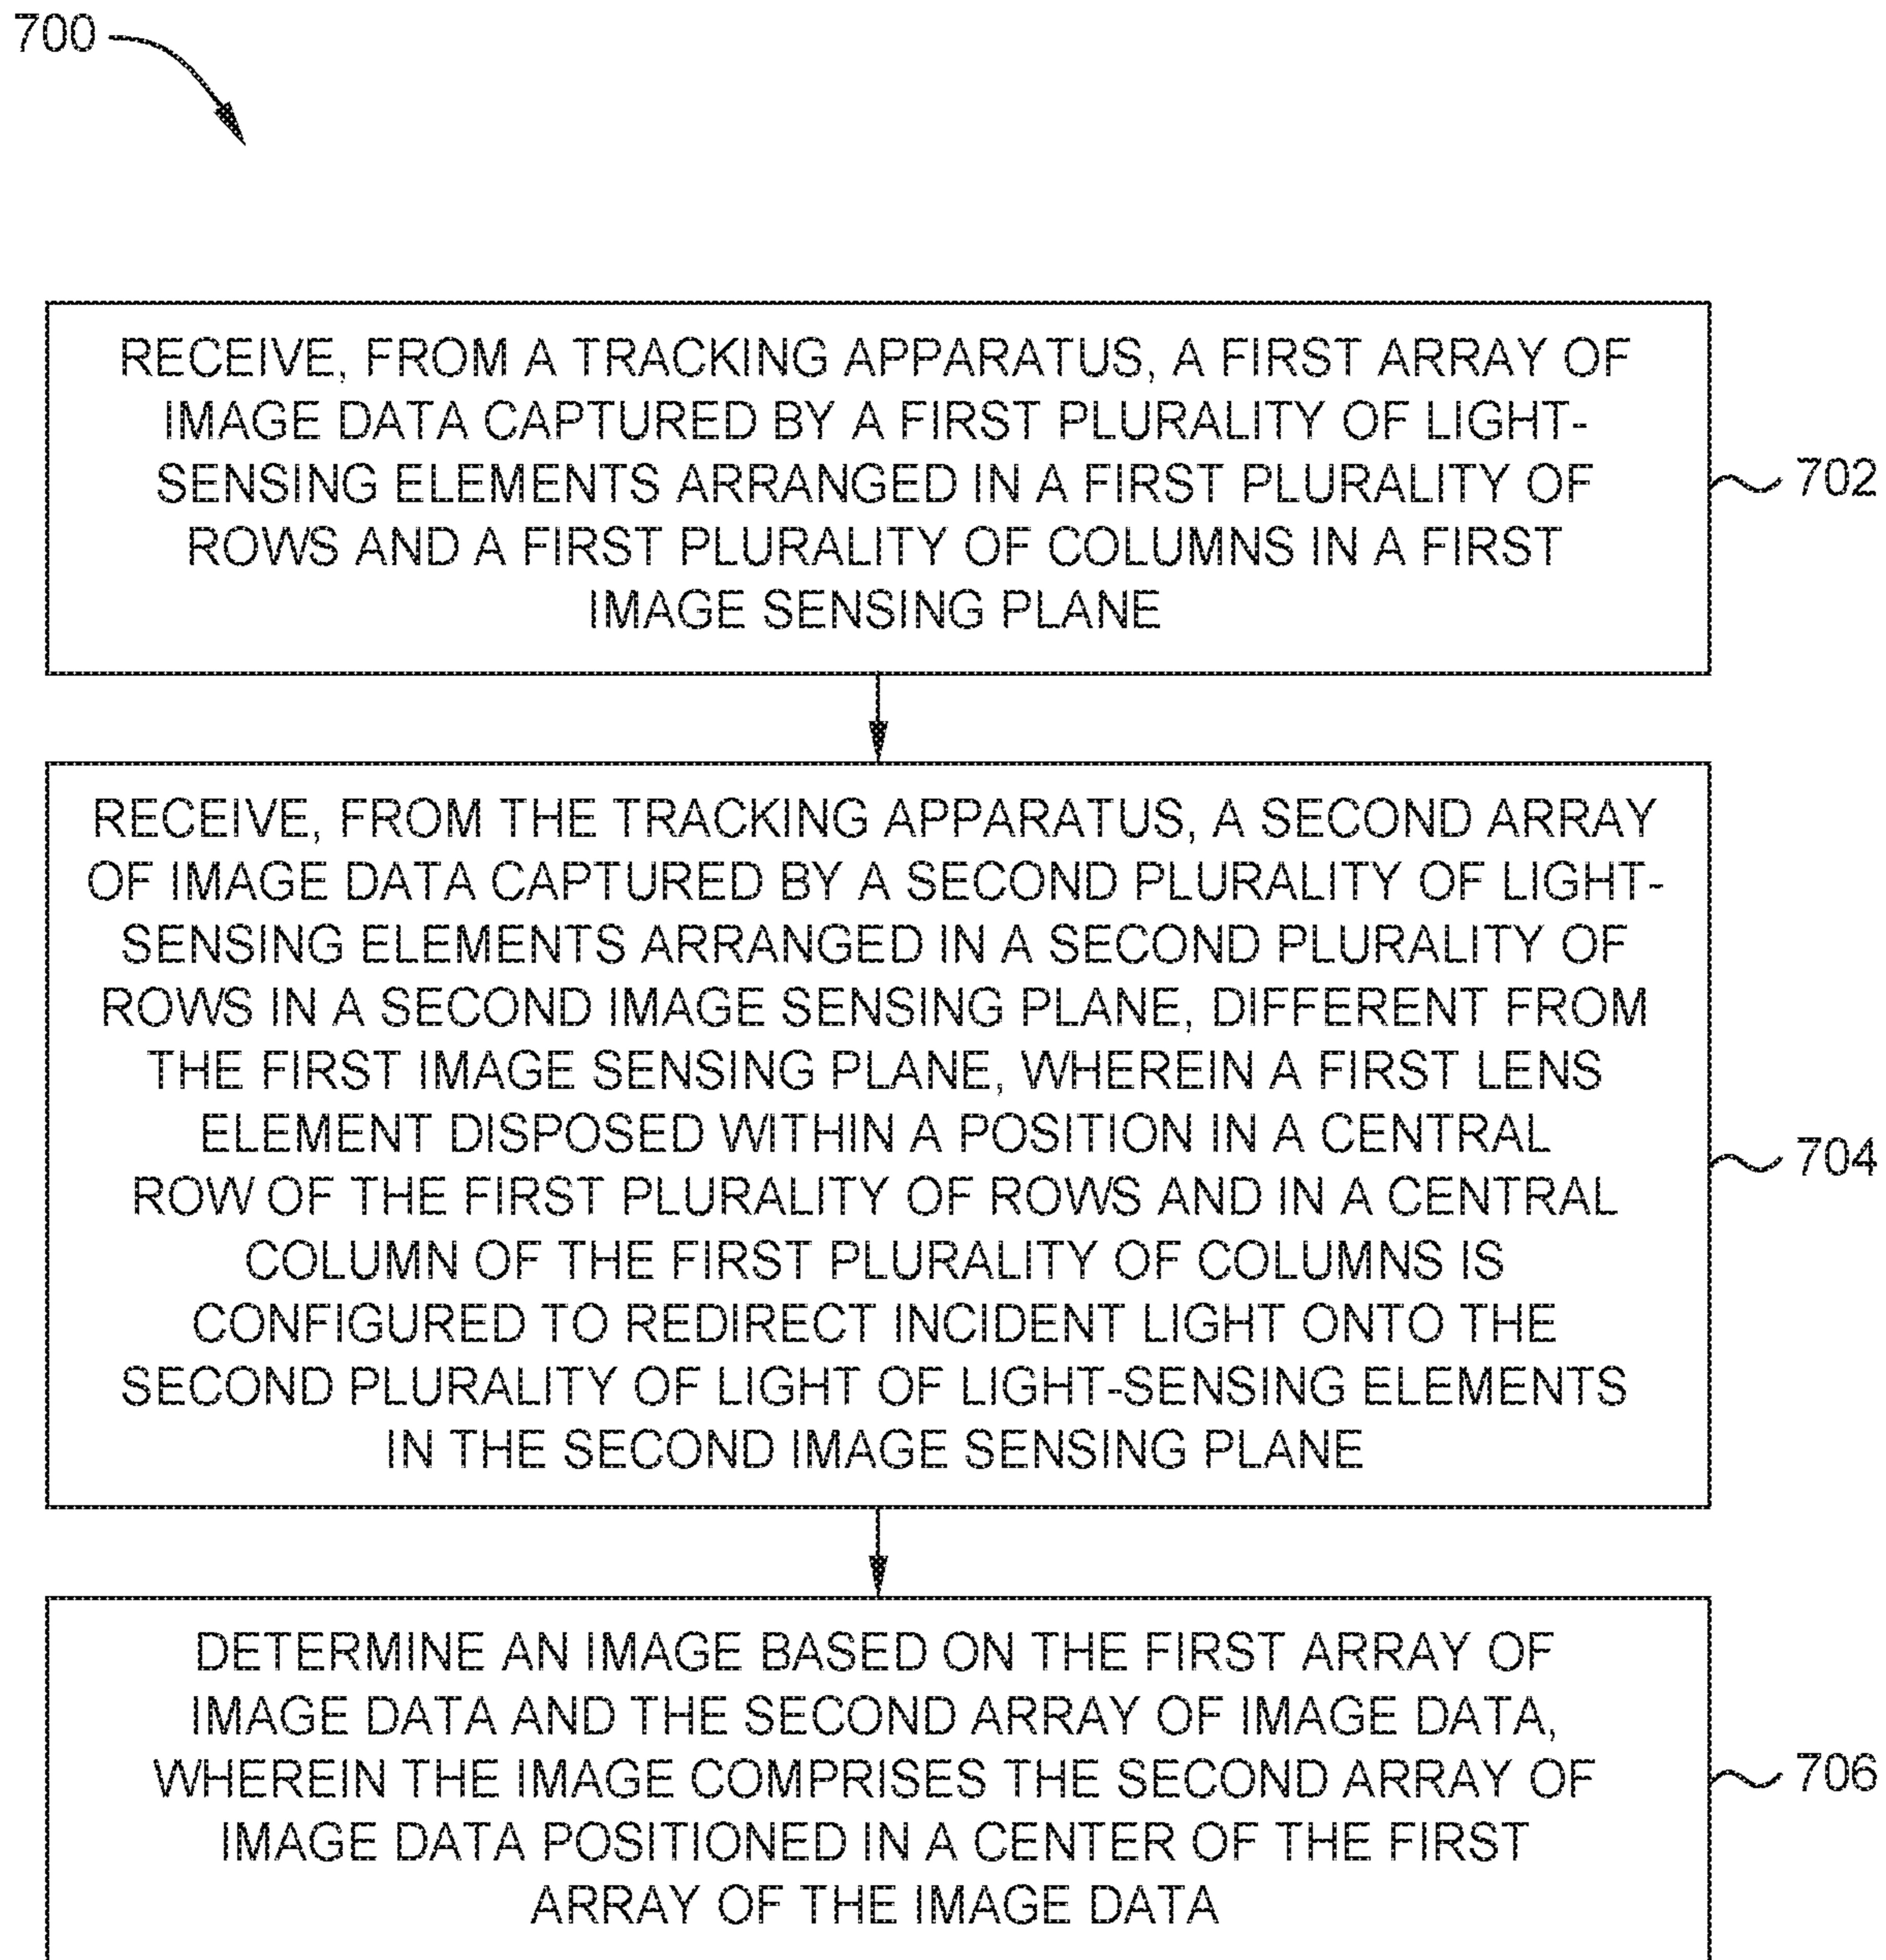 700
RECEIVE, FROM A TRACKING APPARATUS, A FIRST ARRAY OF
IMAGE DATA CAPTURED BY A FIRST PLURALITY OF LIGHT-
SENSING ELEMENTS ARRANGED IN A FIRST PLURALITY OF
ROWS AND A FIRST PLURALITY OF COLUMNS IN A FIRST
IMAGE SENSING PLANE
702
RECEIVE, FROM THE TRACKING APPARATUS, A SECOND ARRAY
OF IMAGE DATA CAPTURED BY A SECOND PLURALITY OF LIGHT-
SENSING ELEMENTS ARRANGED IN A SECOND PLURALITY OF
ROWS IN A SECOND IMAGE SENSING PLANE, DIFFERENT FROM
THE FIRST IMAGE SENSING PLANE, WHEREIN A FIRST LENS
ELEMENT DISPOSED WITHIN A POSITION IN A CENTRAL
ROW OF THE FIRST PLURALITY OF ROWS AND IN A CENTRAL
COLUMN OF THE FIRST PLURALITY OF COLUMNS IS
CONFIGURED TO REDIRECT INCIDENT LIGHT ONTO THE
SECOND PLURALITY OF LIGHT OF LIGHT-SENSING ELEMENTS
IN THE SECOND IMAGE SENSING PLANE
704
DETERMINE AN IMAGE BASED ON THE FIRST ARRAY OF
IMAGE DATA AND THE SECOND ARRAY OF IMAGE DATA,
WHEREIN THE IMAGE COMPRISES THE SECOND ARRAY OF
IMAGE DATA POSITIONED IN A CENTER OF THE FIRST
ARRAY OF THE IMAGE DATA
706